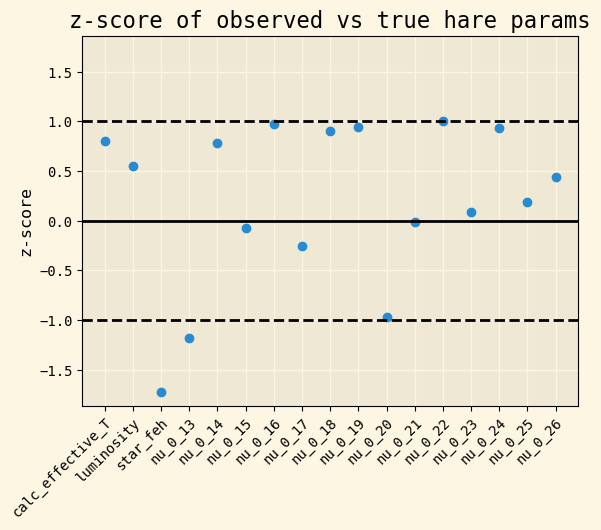 z-score of observed vs true hare params
z-score
1.5
1.0
0.5
0.0
−0.5
−1.0
−1.5
calc_effective_T
luminosity
star_feh
nu_0_13
nu_0_14
nu_0_15
nu_0_16
nu_0_17
nu_0_18
nu_0_19
nu_0_20
nu_0_21
nu_0_22
nu_0_23
nu_0_24
nu_0_25
nu_0_26